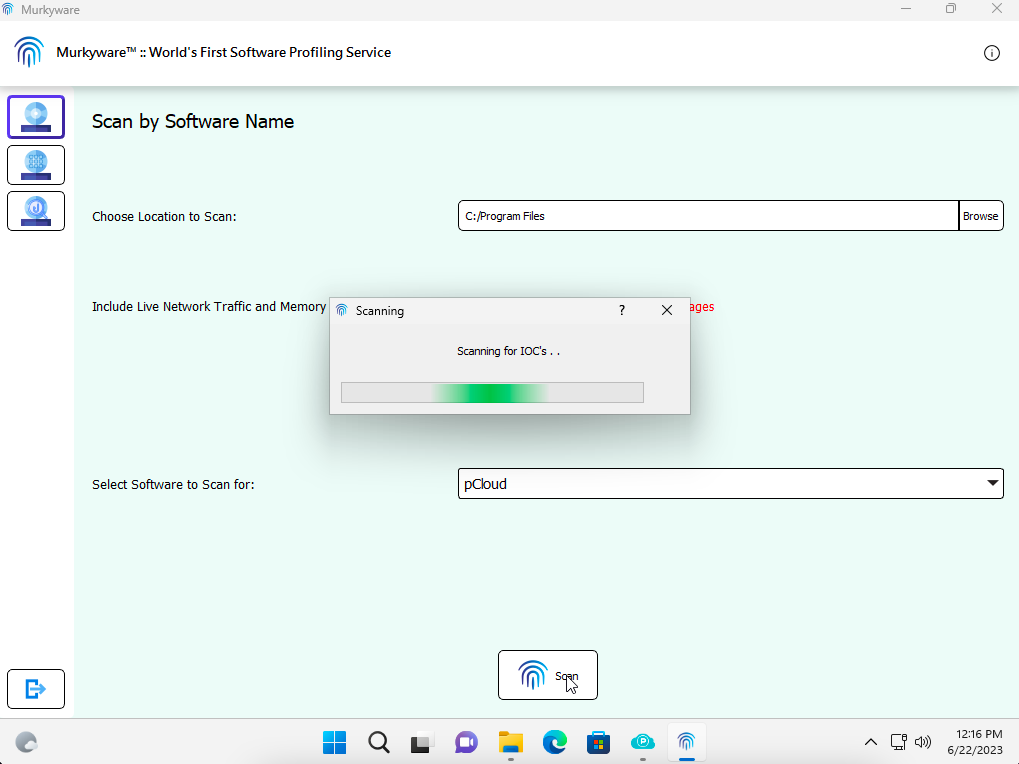 Murkyware
Murkyware™ :: World's First Software Profiling Service
Scan by Software Name
Choose Location to Scan:
C:/Program Files
Browse
Include Live Network Traffic and Memory
Scanning
?
Scanning for IOC's . .
Select Software to Scan for:
pCloud
Scan
12:16 PM
6/22/2023